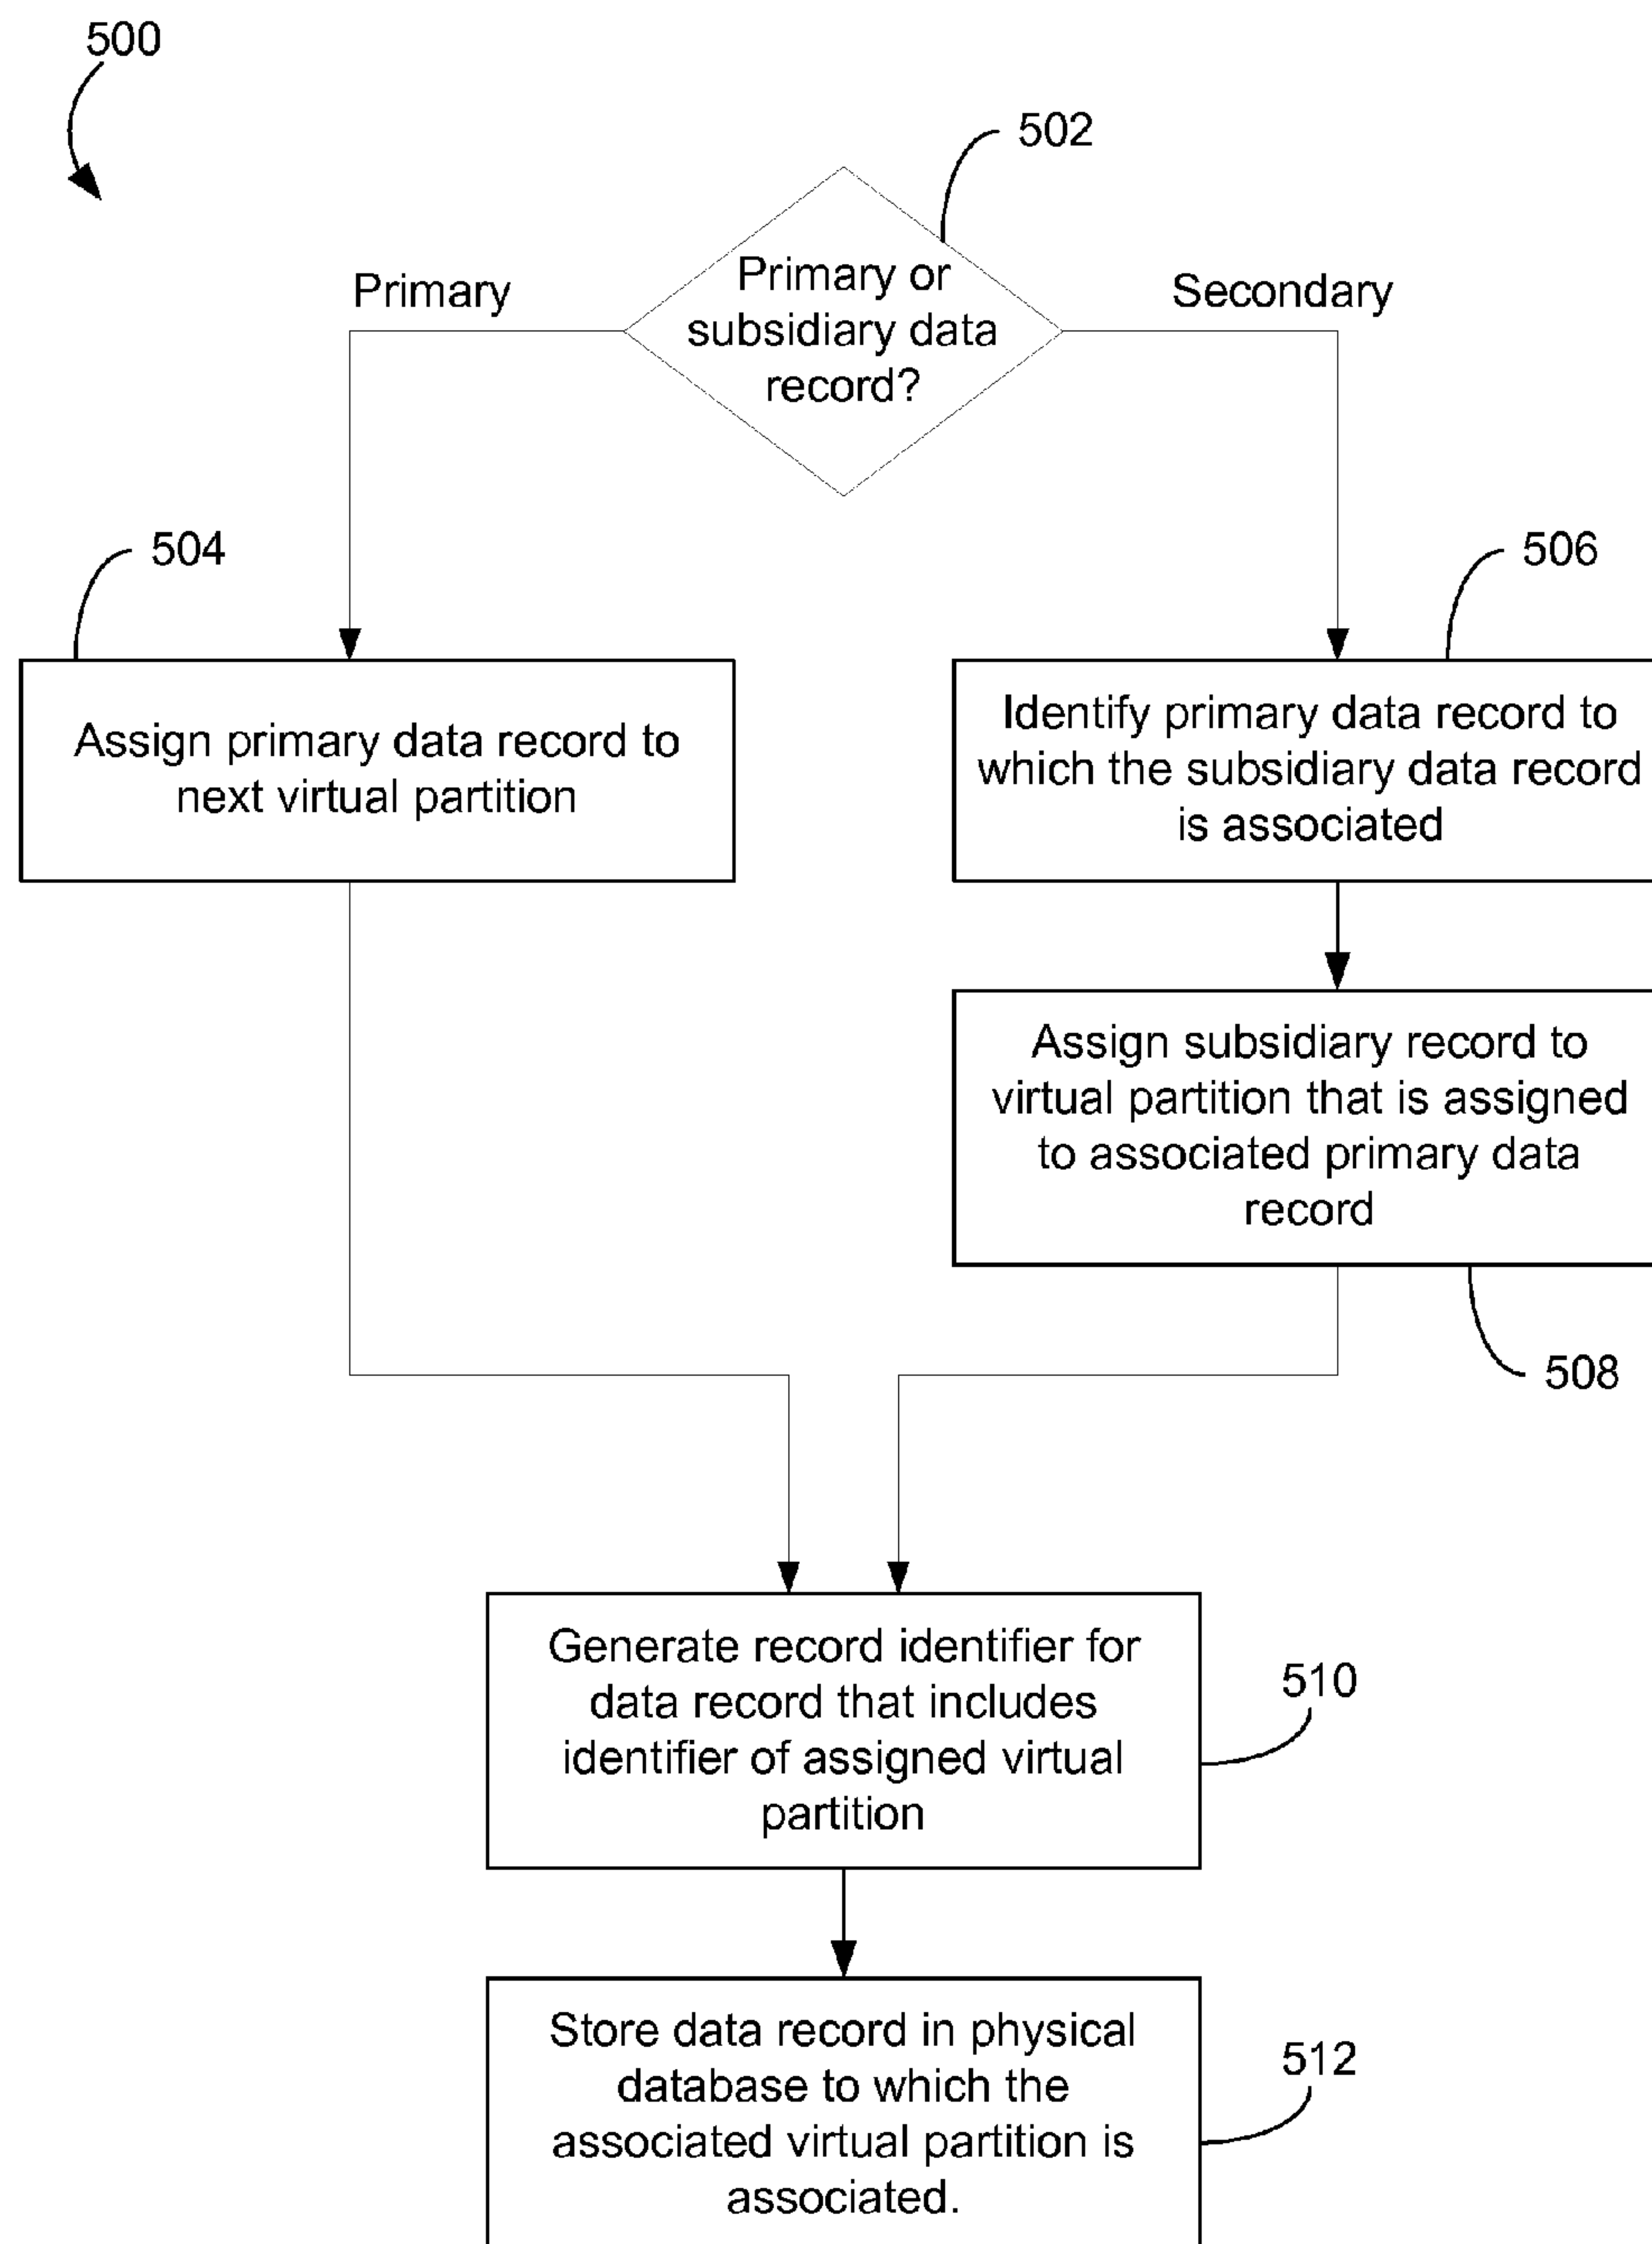 500
502
Primary or
subsidiary data
record?
Primary
Secondary
504
506
Assign primary data record to
next virtual partition
Identify primary data record to
which the subsidiary data record
is associated
Assign subsidiary record to
virtual partition that is assigned
to associated primary data
record
508
Generate record identifier for
data record that includes
identifier of assigned virtual
partition
510
Store data record in physical
database to which the
associated virtual partition is
associated.
512